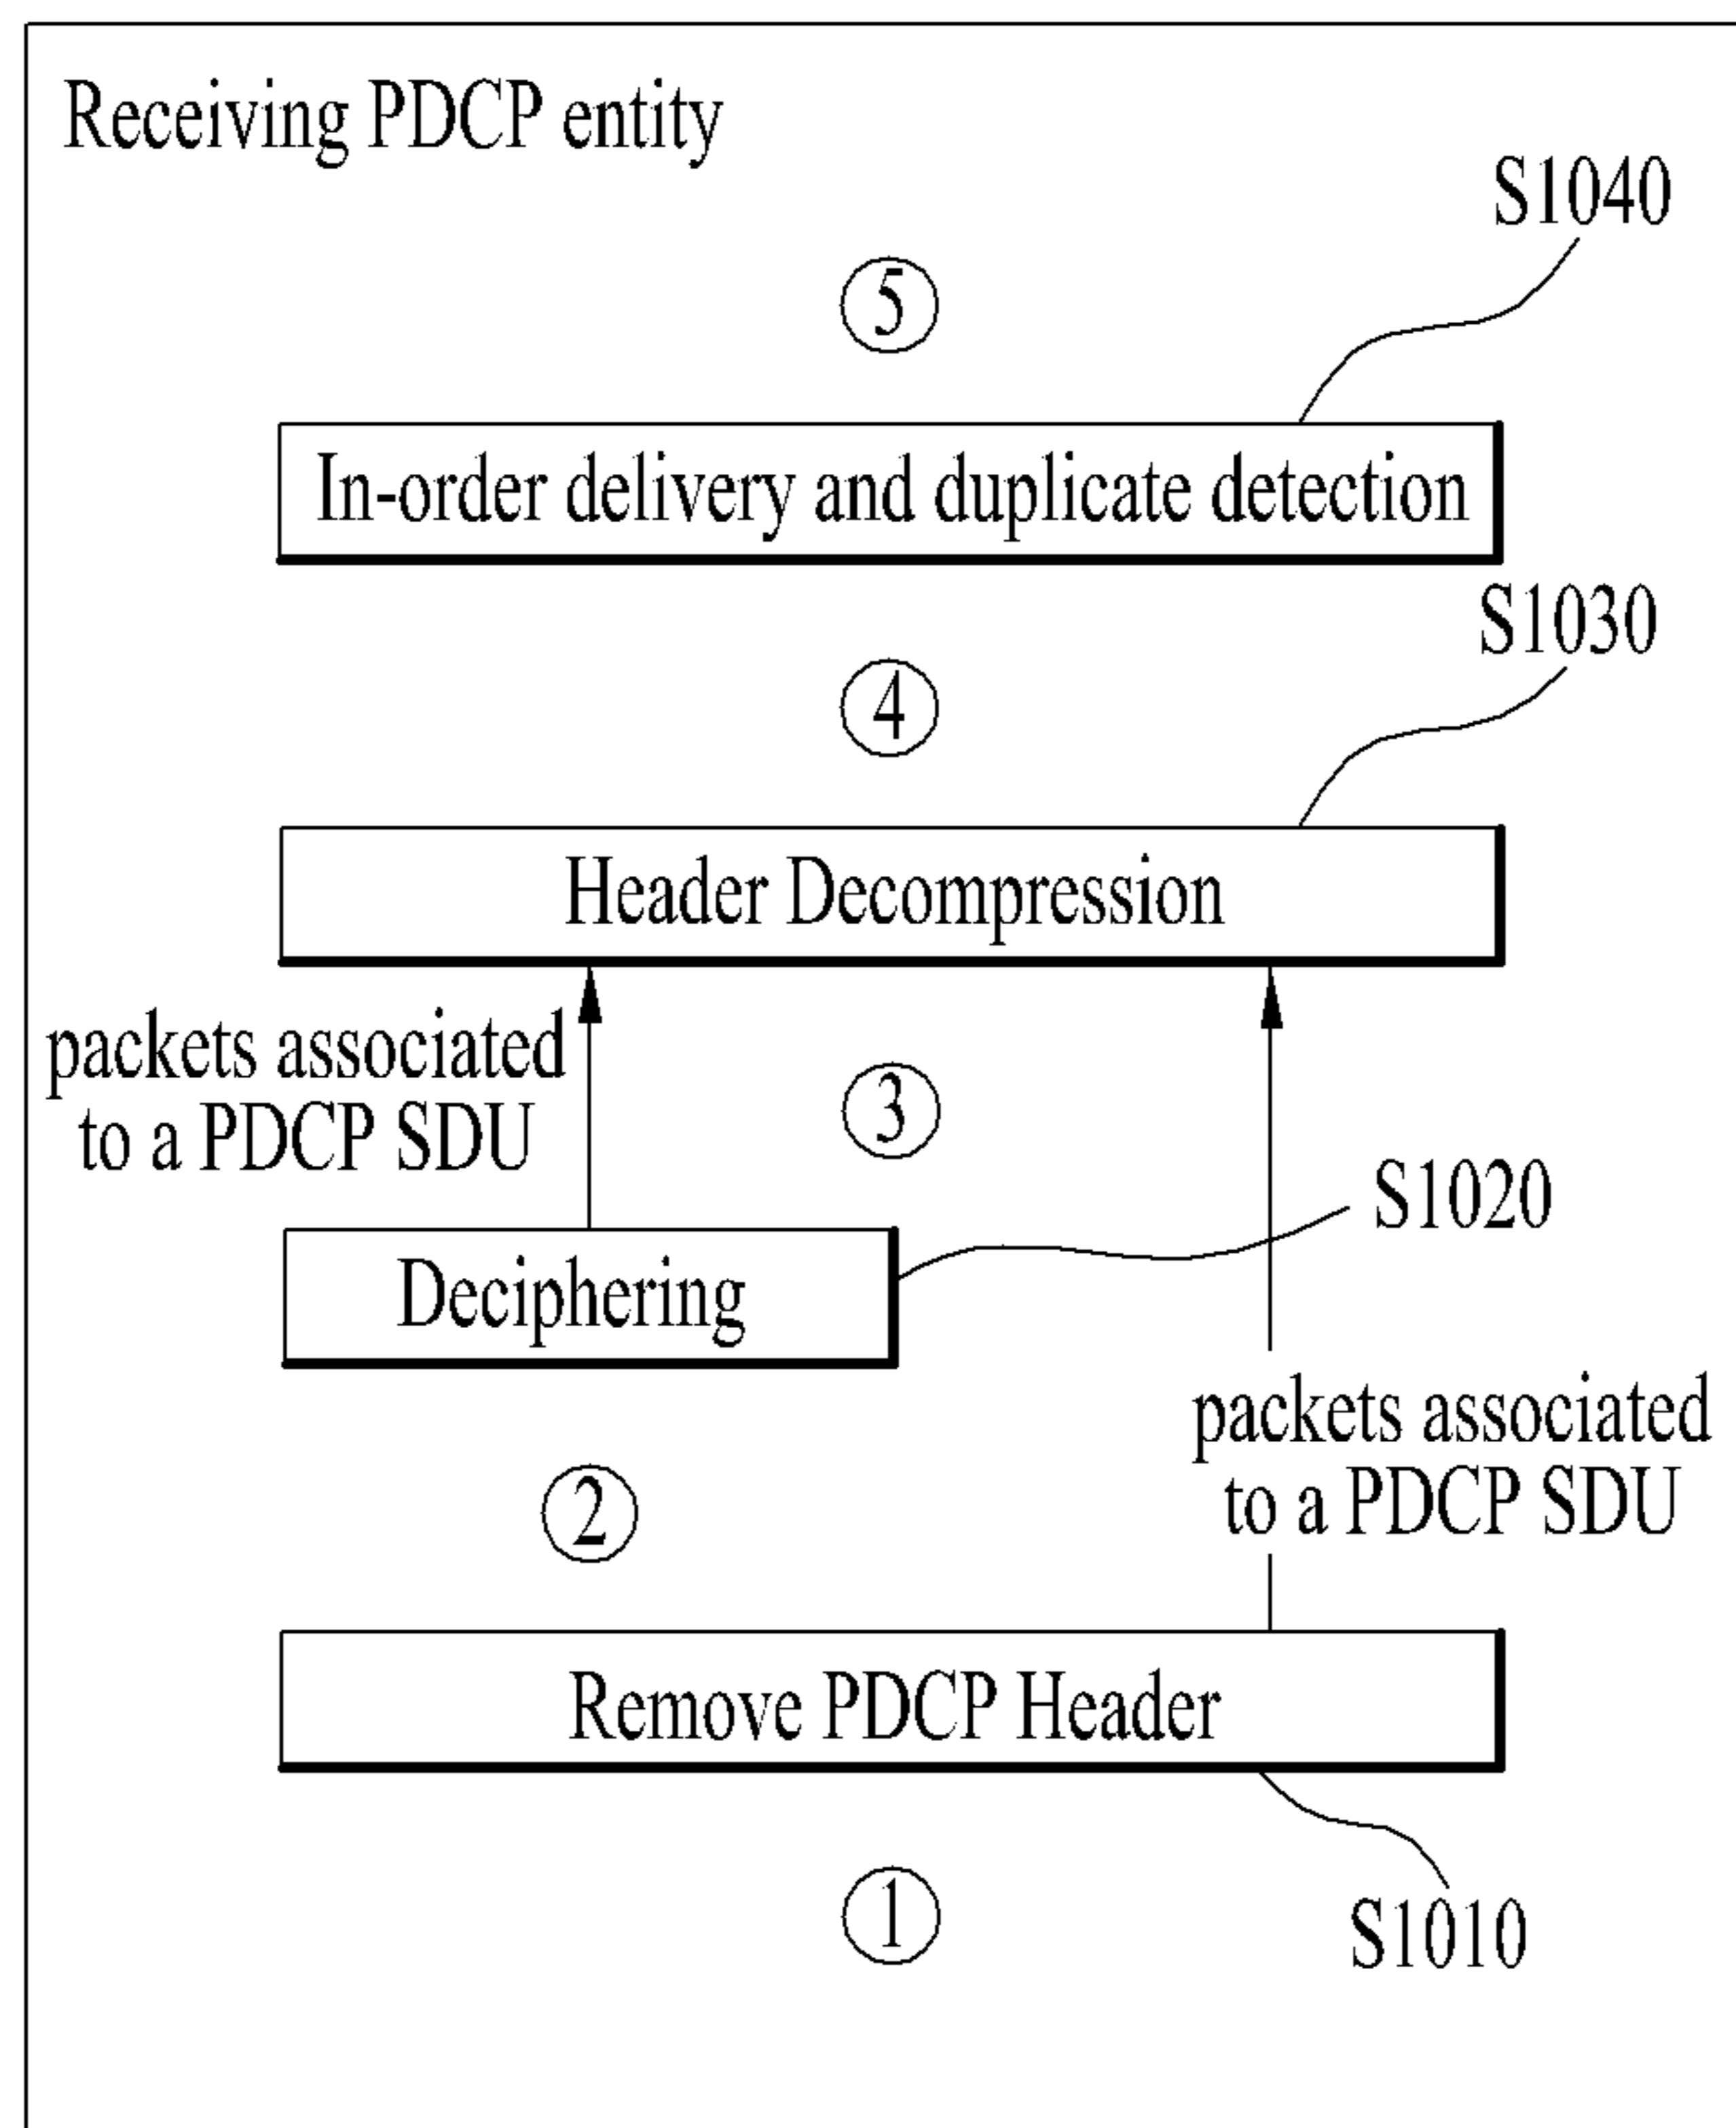 Receiving PDCP entity
S1040
5
In-order delivery and duplicate detection
S1030
4
Header Decompression
packets associated
to a PDCP SDU
3
S1020
Deciphering
packets associated
to a PDCP SDU
2
Remove PDCP Header
1
S1010